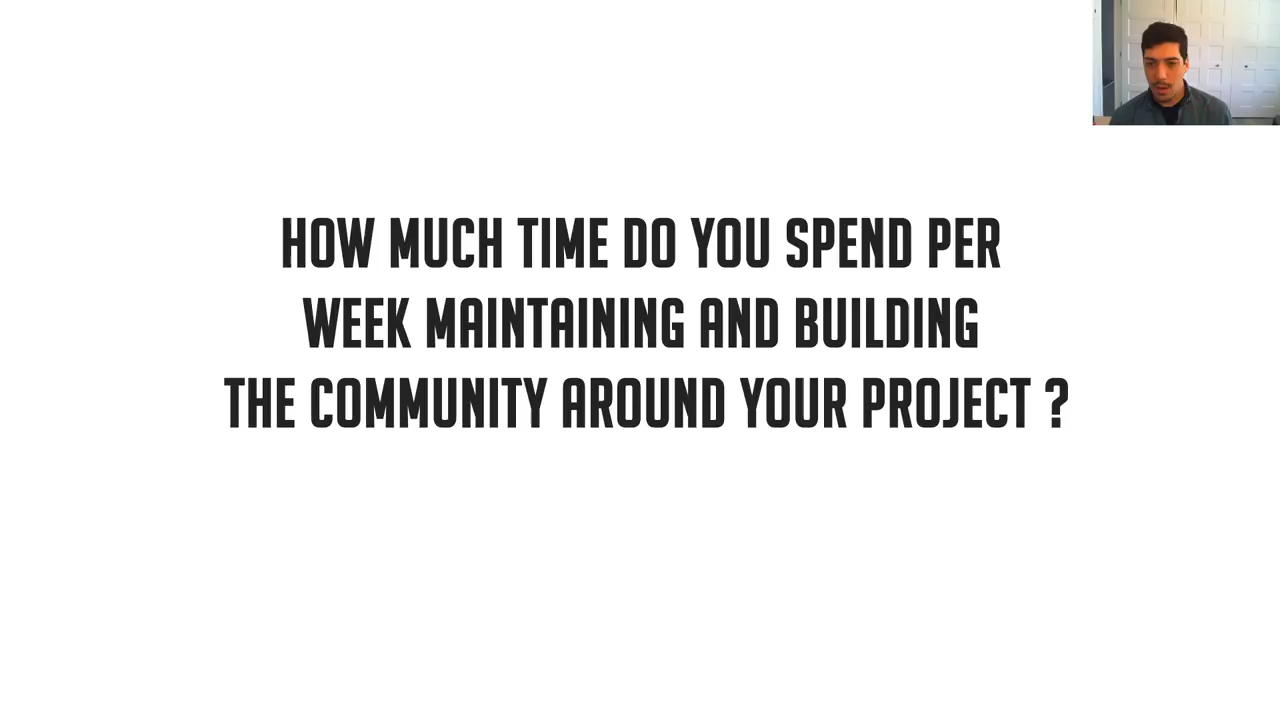 HOW MUCH TIME DO YOU SPEND PER
WEEK MAINTAINING AND BUILDING
THE COMMUNITY AROUND YOUR PROJECT ?